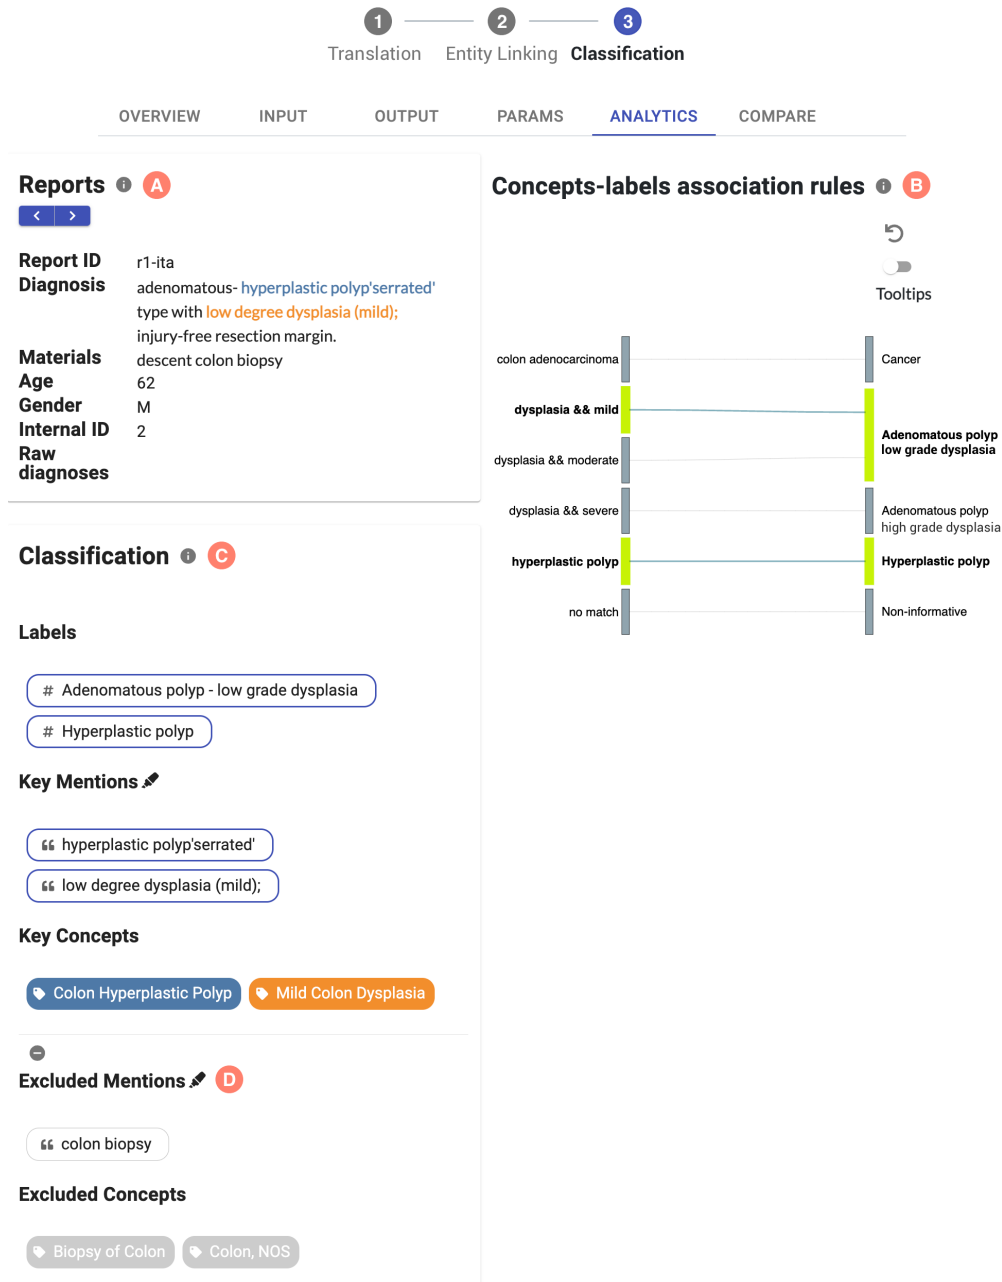 1 2 3
Translation Entity Linking Classification
OVERVIEW INPUT OUTPUT PARAMS ANALYTICS COMPARE
Reports A
Report ID r1-ita
Diagnosis adenomatous- hyperplastic polyp'serrated'
type with low degree dysplasia (mild);
injury-free resection margin.
Materials descent colon biopsy
Age 62
Gender M
Internal ID 2
Raw
diagnoses
Concepts-labels association rules B
Tooltips
colon adenocarcinoma Cancer
dysplasia && mild
Adenomatous polyp
low grade dysplasia
dysplasia && moderate
dysplasia && severe Adenomatous polyp
high grade dysplasia
hyperplastic polyp Hyperplastic polyp
no match Non-informative
Classification C
Labels
# Adenomatous polyp - low grade dysplasia
# Hyperplastic polyp
Key Mentions
hyperplastic polyp'serrated'
low degree dysplasia (mild);
Key Concepts
Colon Hyperplastic Polyp Mild Colon Dysplasia
Excluded Mentions D
colon biopsy
Excluded Concepts
Biopsy of Colon Colon, NOS